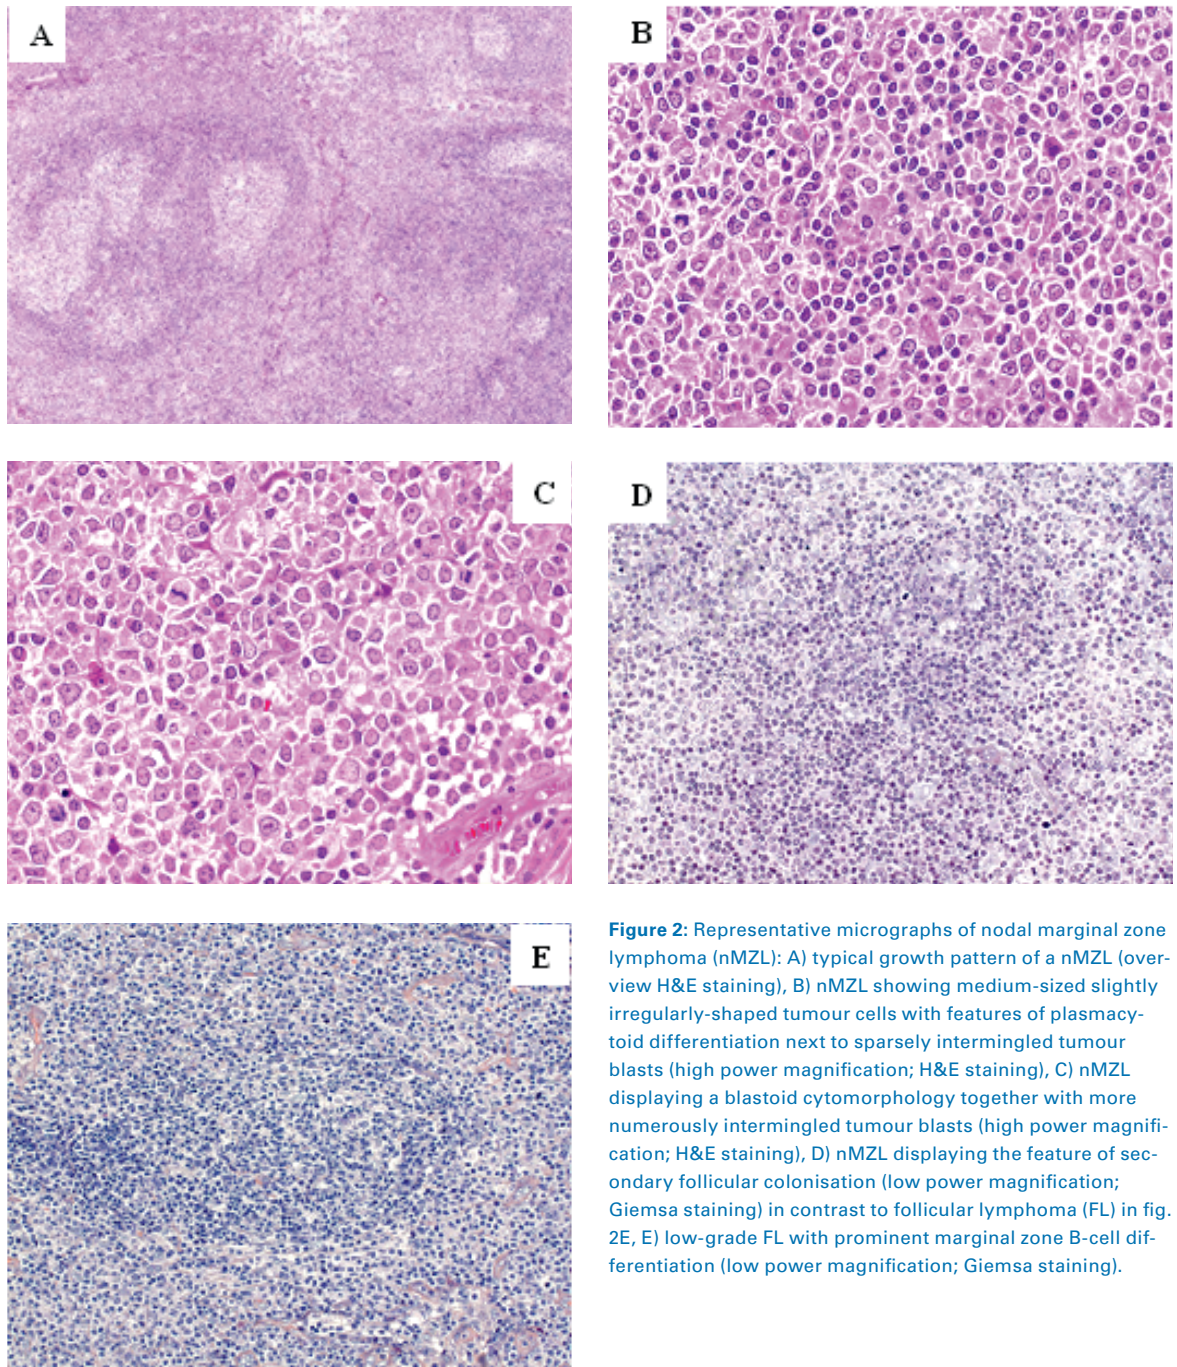 A
B
C
D
E
Figure 2: Representative micrographs of nodal marginal zone
lymphoma (nMZL): A) typical growth pattern of a nMZL (over-
view H&E staining), B) nMZL showing medium-sized slightly
irregularly-shaped tumour cells with features of plasmacy-
toid differentiation next to sparsely intermingled tumour
blasts (high power magnification; H&E staining), C) nMZL
displaying a blastoid cytomorphology together with more
numerously intermingled tumour blasts (high power magnifi-
cation; H&E staining), D) nMZL displaying the feature of sec-
ondary follicular colonisation (low power magnification;
Giemsa staining) in contrast to follicular lymphoma (FL) in fig.
2E, E) low-grade FL with prominent marginal zone B-cell dif-
ferentiation (low power magnification; Giemsa staining).